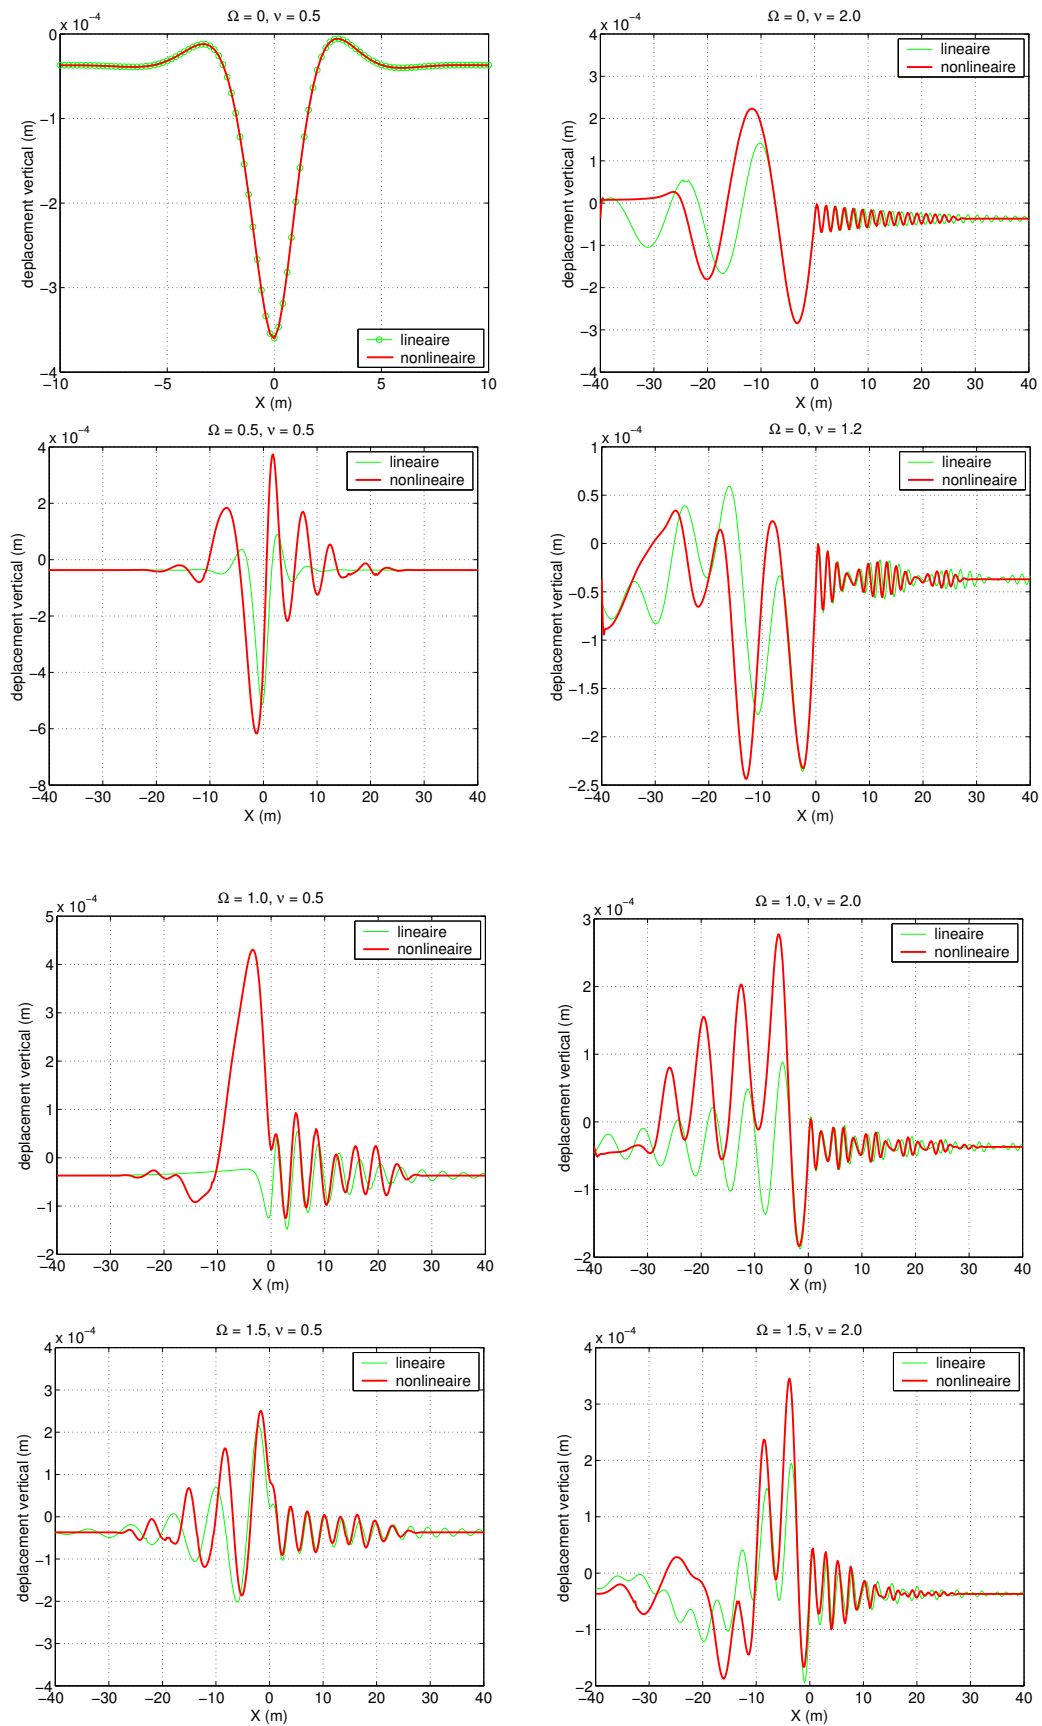 x 10⁻⁴
Ω = 0, ν = 0.5
0
−1
−2
−3
−4
deplacement vertical (m)
lineaire
nonlineaire
−10 −5 0 5 10
X (m)
x 10⁻⁴
Ω = 0, ν = 2.0
4
3
2
1
0
−1
−2
−3
−4
deplacement vertical (m)
lineaire
nonlineaire
−40 −30 −20 −10 0 10 20 30 40
X (m)
x 10⁻⁴
Ω = 0.5, ν = 0.5
4
2
0
−2
−4
−6
−8
deplacement vertical (m)
lineaire
nonlineaire
−40 −30 −20 −10 0 10 20 30 40
X (m)
x 10⁻⁴
Ω = 0, ν = 1.2
1
0.5
0
−0.5
−1
−1.5
−2
−2.5
deplacement vertical (m)
lineaire
nonlineaire
−40 −30 −20 −10 0 10 20 30 40
X (m)
x 10⁻⁴
Ω = 1.0, ν = 0.5
5
4
3
2
1
0
−1
−2
deplacement vertical (m)
lineaire
nonlineaire
−40 −30 −20 −10 0 10 20 30 40
X (m)
x 10⁻⁴
Ω = 1.0, ν = 2.0
3
2
1
0
−1
−2
deplacement vertical (m)
lineaire
nonlineaire
−40 −30 −20 −10 0 10 20 30 40
X (m)
x 10⁻⁴
Ω = 1.5, ν = 0.5
4
3
2
1
0
−1
−2
−3
−4
deplacement vertical (m)
lineaire
nonlineaire
−40 −30 −20 −10 0 10 20 30 40
X (m)
x 10⁻⁴
Ω = 1.5, ν = 2.0
4
3
2
1
0
−1
−2
deplacement vertical (m)
lineaire
nonlineaire
−40 −30 −20 −10 0 10 20 30 40
X (m)